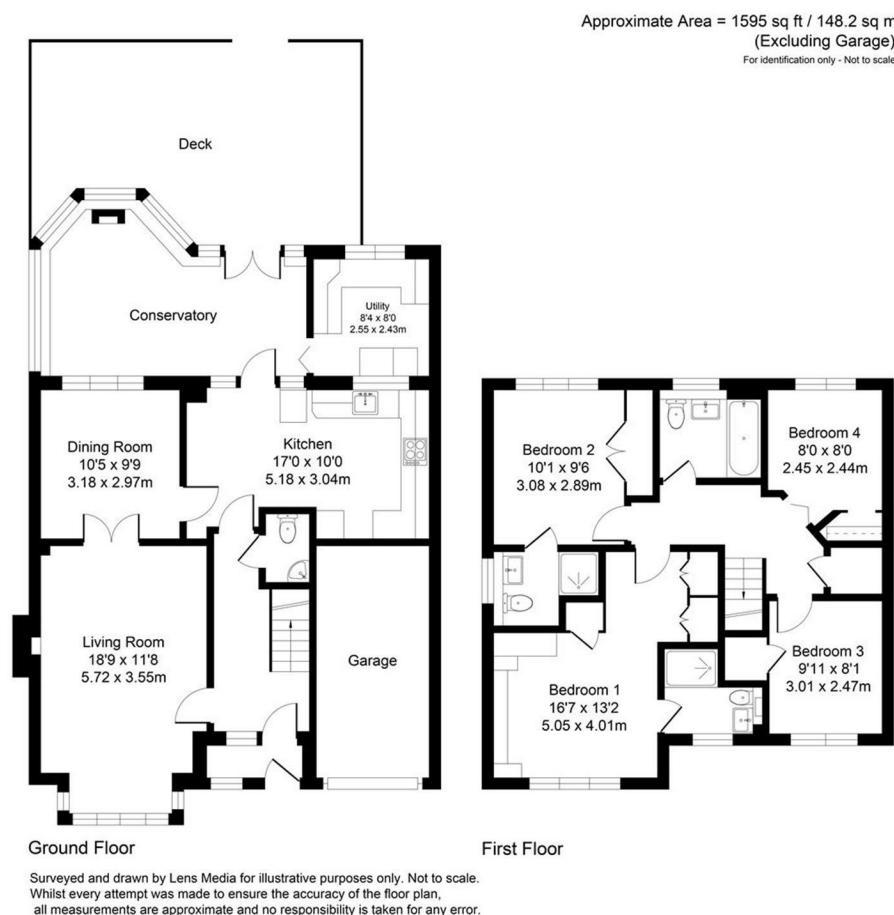 Approximate Area = 1595 sq ft / 148.2 sq m
(Excluding Garage)
For identification only - Not to scale
Deck
Conservatory
Utility
8'4 x 8'0
2.55 x 2.43m
Dining Room
10'5 x 9'9
3.18 x 2.97m
Kitchen
17'0 x 10'0
5.18 x 3.04m
Living Room
18'9 x 11'8
5.72 x 3.55m
Garage
Ground Floor
Bedroom 2
10'1 x 9'6
3.08 x 2.89m
Bedroom 4
8'0 x 8'0
2.45 x 2.44m
Bedroom 1
16'7 x 13'2
5.05 x 4.01m
Bedroom 3
9'11 x 8'1
3.01 x 2.47m
First Floor
Surveyed and drawn by Lens Media for illustrative purposes only. Not to scale.
Whilst every attempt was made to ensure the accuracy of the floor plan,
all measurements are approximate and no responsibility is taken for any error.